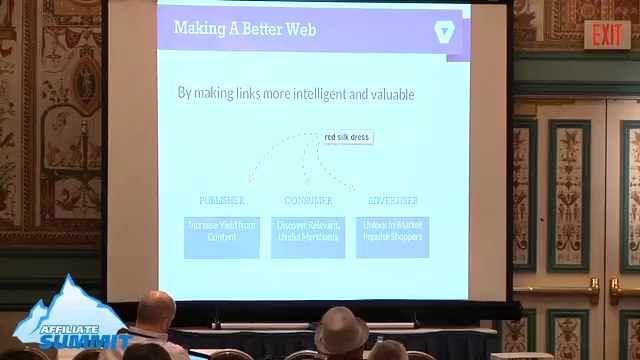 Making A Better Web
EXIT
By making links more intelligent and valuable
red silk dress
PUBLISHER
CONSUMER
ADVERTISER
Increase Yield from
Content
Discover Relevant,
Useful Merchants
Unlock In-Market
Impulse Shoppers
AFFILIATE
SUMMIT